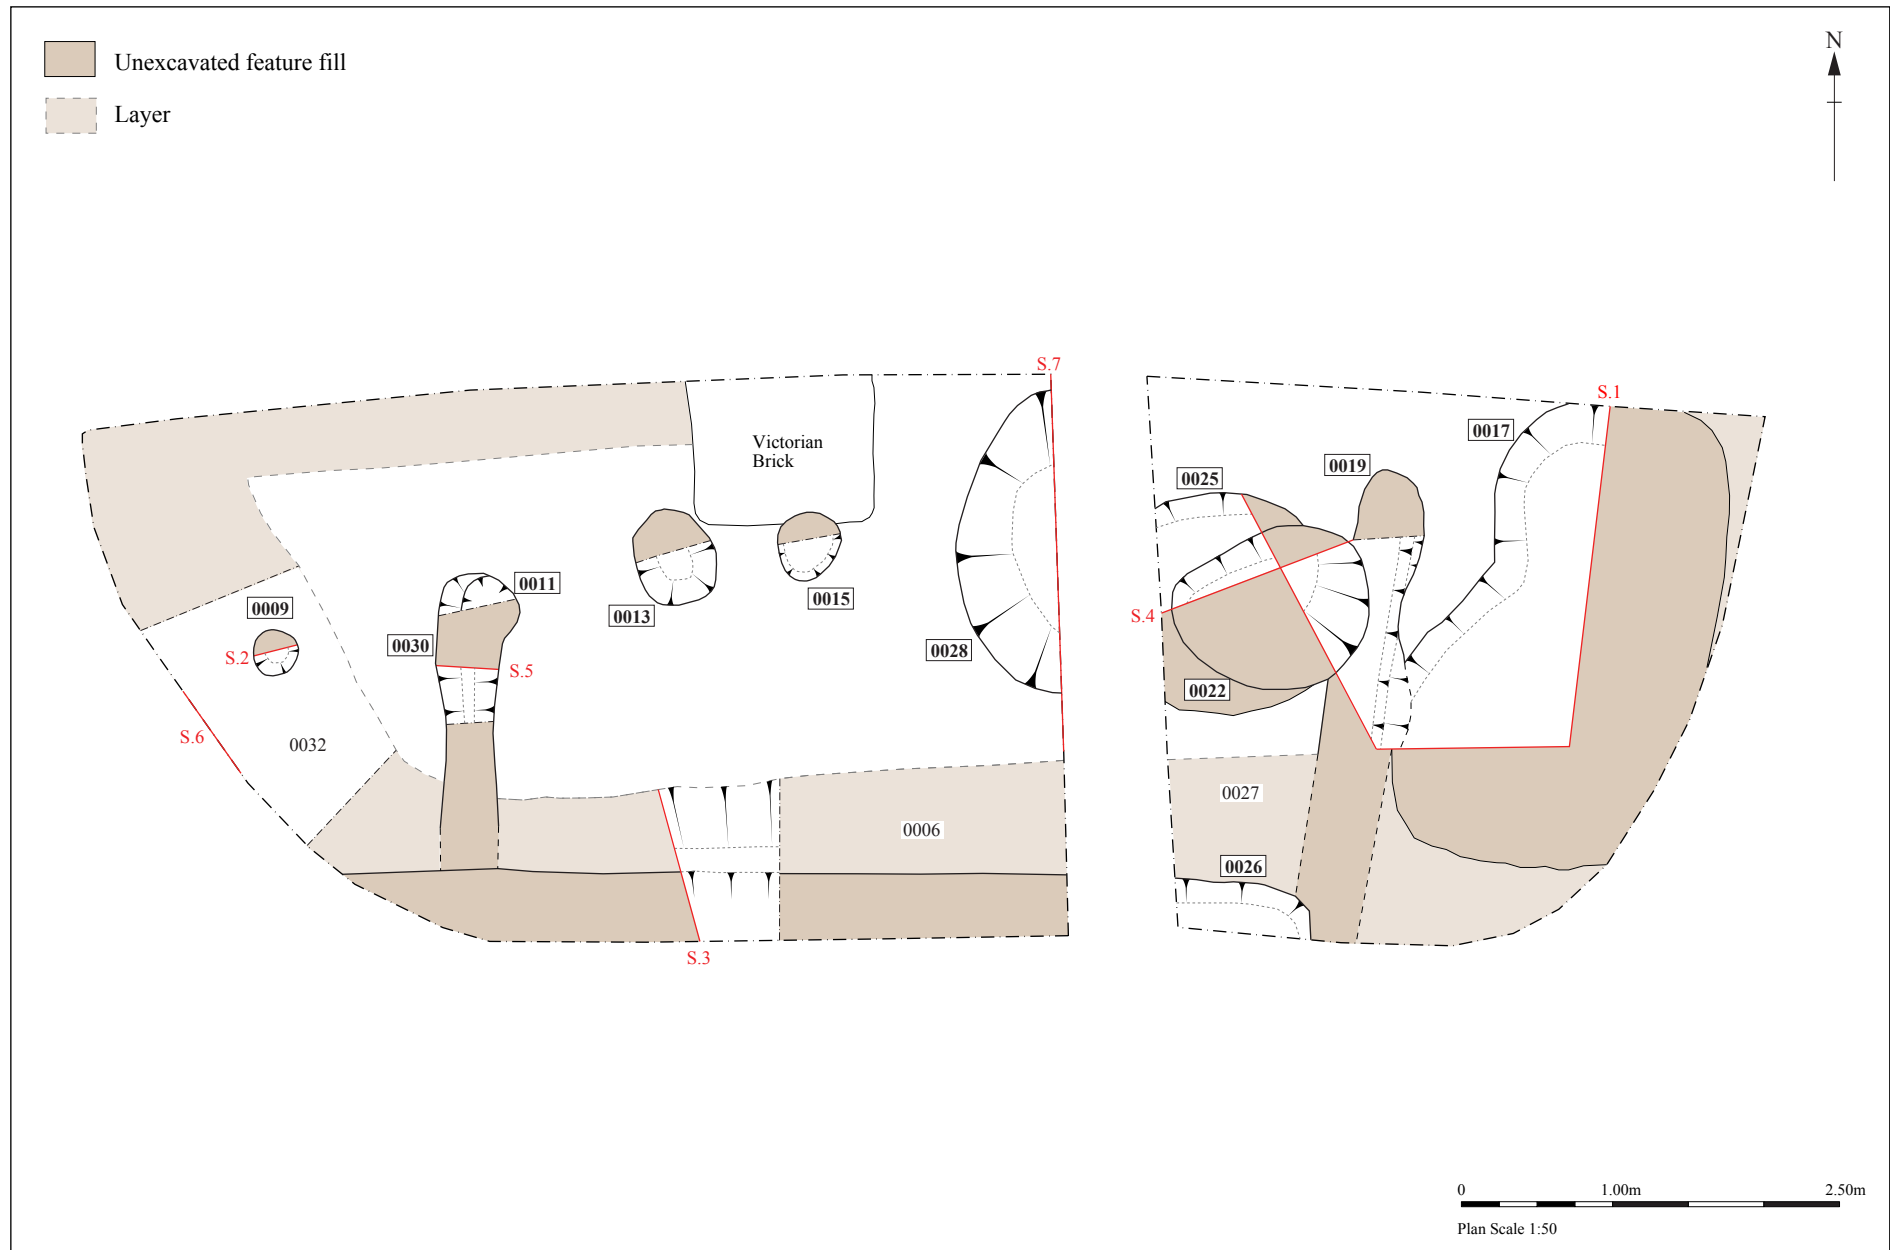 Unexcavated feature fill
Layer
N
S.7
S.1
Victorian
Brick
0017
0019
0025
0011
0009
0013
0015
0030
S.2
S.5
0028
S.4
0022
S.6
0032
0027
0006
0026
S.3
0 1.00m 2.50m
Plan Scale 1:50